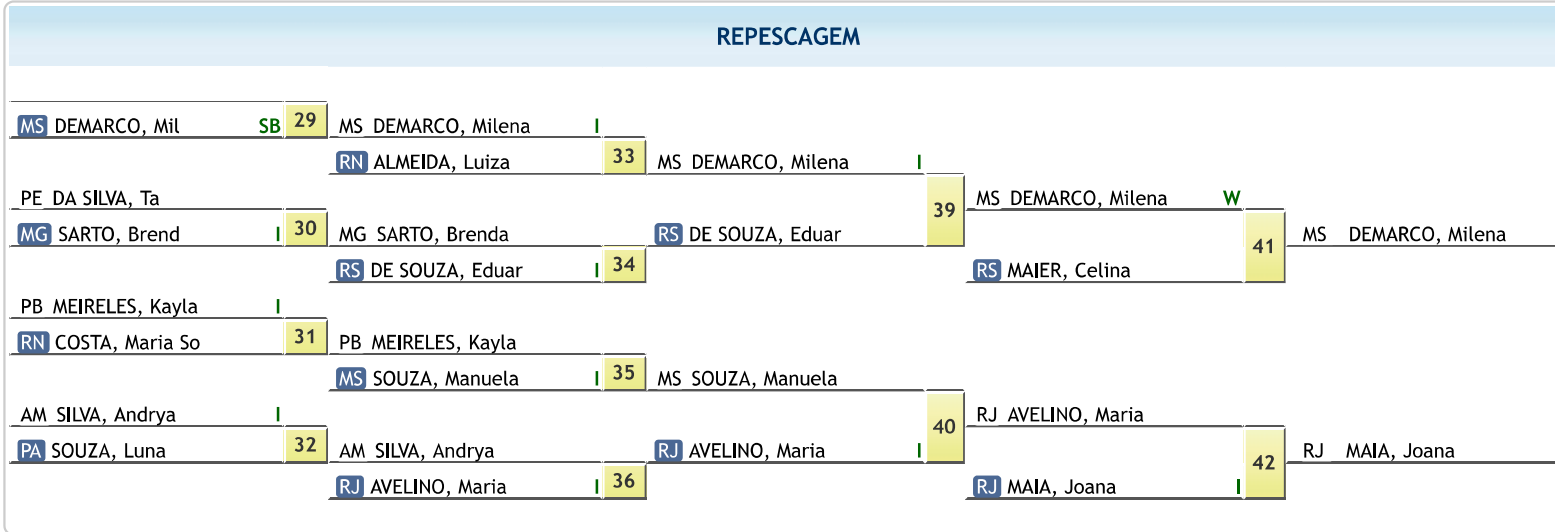 REPESCAGEM
MS DEMARCO, Mil SB 29 MS DEMARCO, Milena I
RN ALMEIDA, Luiza 33 MS DEMARCO, Milena I
PE DA SILVA, Ta
39 MS DEMARCO, Milena W
MG SARTO, Brend I 30 MG SARTO, Brenda RS DE SOUZA, Eduar
41 MS DEMARCO, Milena
RS DE SOUZA, Eduar I 34
RS MAIER, Celina
PB MEIRELES, Kayla I
RN COSTA, Maria So 31 PB MEIRELES, Kayla
MS SOUZA, Manuela I 35 MS SOUZA, Manuela
AM SILVA, Andrya I
40 RJ AVELINO, Maria
PA SOUZA, Luna 32 AM SILVA, Andrya RJ AVELINO, Maria I
42 RJ MAIA, Joana
RJ AVELINO, Maria I 36
RJ MAIA, Joana I